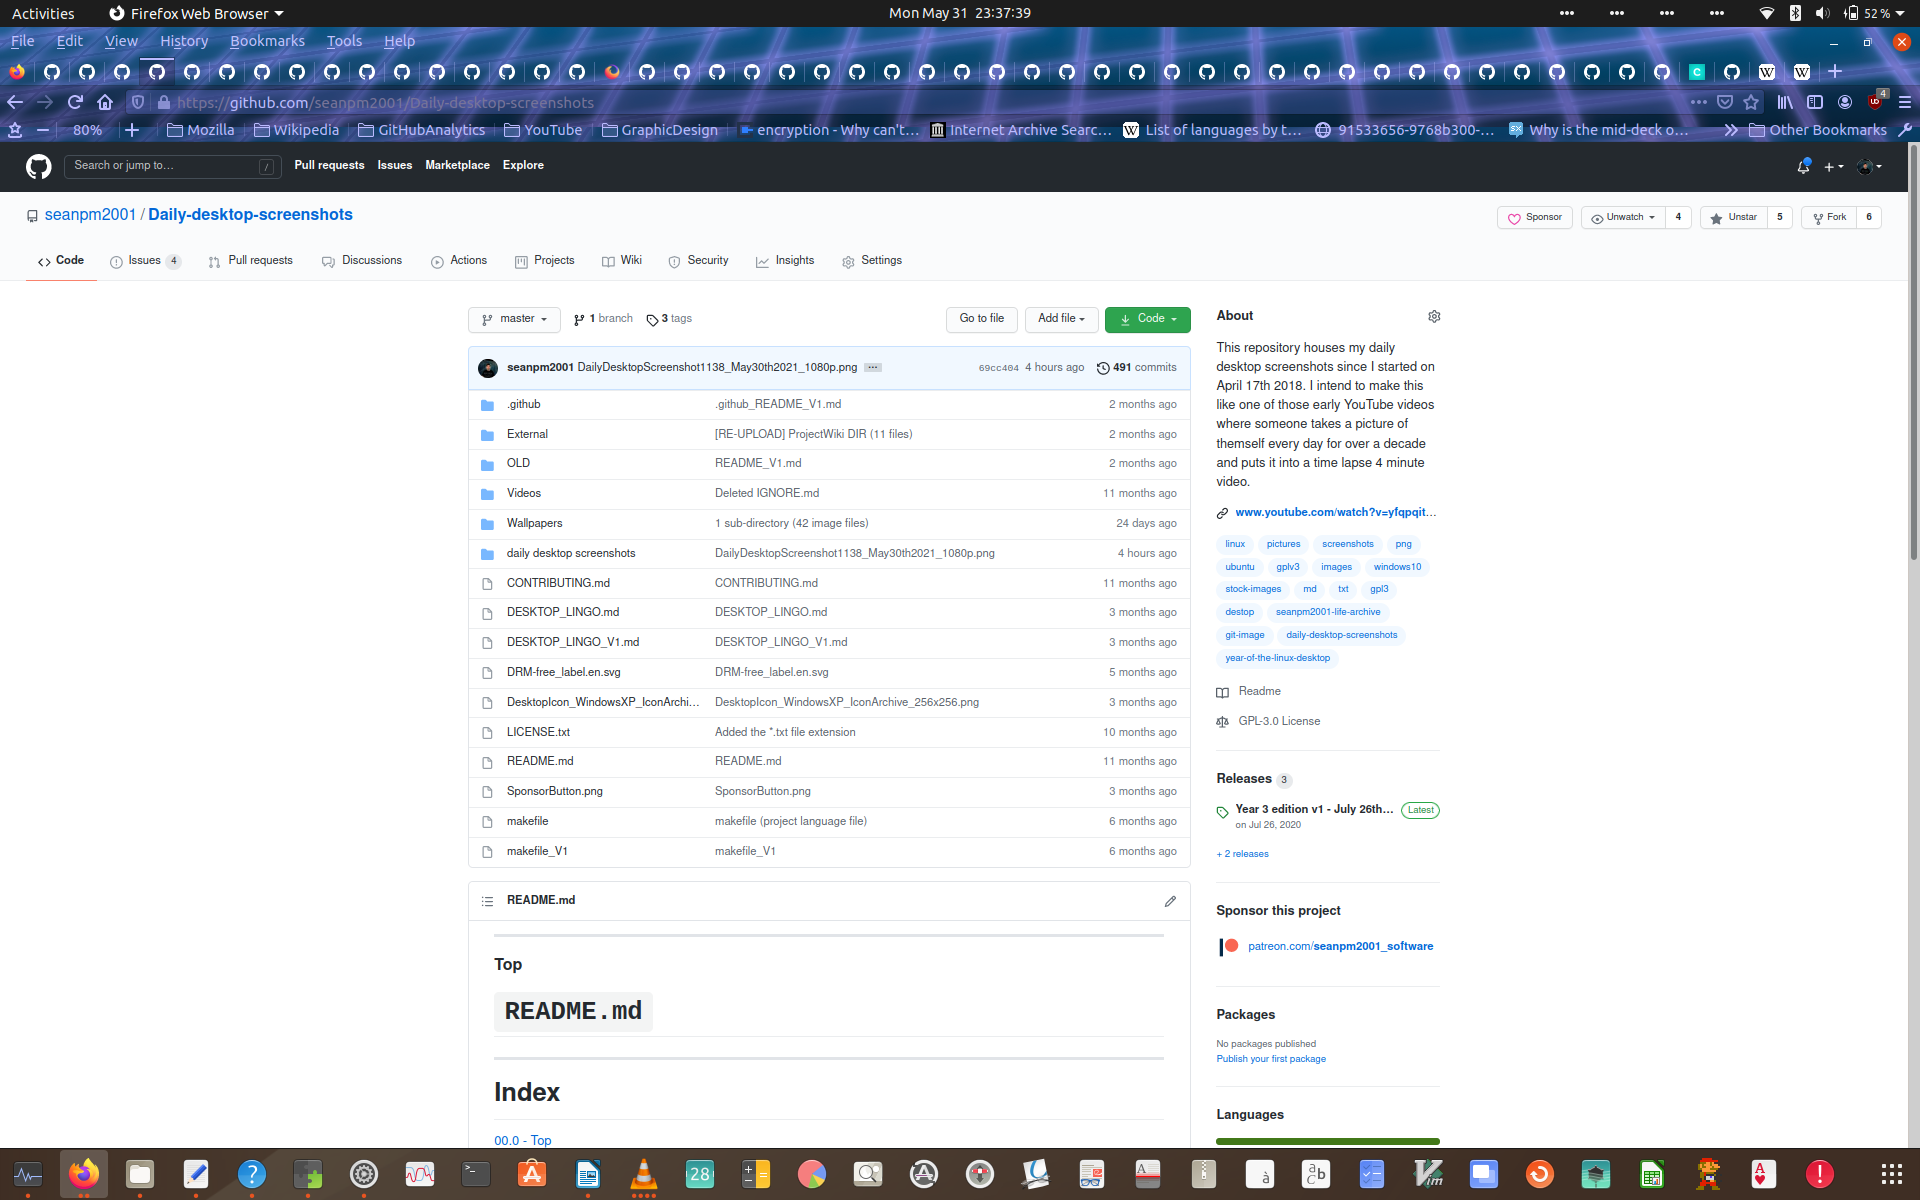 Activities Firefox Web Browser Mon May 31 23:37:39 52 %
File Edit View History Bookmarks Tools Help
https://github.com/seanpm2001/Daily-desktop-screenshots 4
80% Mozilla Wikipedia GitHubAnalytics YouTube GraphicDesign encryption - Why can't… Internet Archive Searc… List of languages by t… 91533656-9768b300-… Why is the mid-deck o… Other Bookmarks
Search or jump to… / Pull requests Issues Marketplace Explore
seanpm2001 / Daily-desktop-screenshots Sponsor Unwatch 4 Unstar 5 Fork 6
Code Issues 4 Pull requests Discussions Actions Projects Wiki Security Insights Settings
master 1 branch 3 tags Go to file Add file Code
seanpm2001 DailyDesktopScreenshot1138_May30th2021_1080p.png ... 69cc404 4 hours ago 491 commits
.github .github_README_V1.md 2 months ago
External [RE-UPLOAD] ProjectWiki DIR (11 files) 2 months ago
OLD README_V1.md 2 months ago
Videos Deleted IGNORE.md 11 months ago
Wallpapers 1 sub-directory (42 image files) 24 days ago
daily desktop screenshots DailyDesktopScreenshot1138_May30th2021_1080p.png 4 hours ago
CONTRIBUTING.md CONTRIBUTING.md 11 months ago
DESKTOP_LINGO.md DESKTOP_LINGO.md 3 months ago
DESKTOP_LINGO_V1.md DESKTOP_LINGO_V1.md 3 months ago
DRM-free_label.en.svg DRM-free_label.en.svg 5 months ago
DesktopIcon_WindowsXP_IconArchi… DesktopIcon_WindowsXP_IconArchive_256x256.png 3 months ago
LICENSE.txt Added the *.txt file extension 10 months ago
README.md README.md 11 months ago
SponsorButton.png SponsorButton.png 3 months ago
makefile makefile (project language file) 6 months ago
makefile_V1 makefile_V1 6 months ago
README.md
Top
README.md
Index
00.0 - Top
About
This repository houses my daily
desktop screenshots since I started on
April 17th 2018. I intend to make this
like one of those early YouTube videos
where someone takes a picture of
themself every day for over a decade
and puts it into a time lapse 4 minute
video.
www.youtube.com/watch?v=yfqpqit…
linux pictures screenshots png
ubuntu gplv3 images windows10
stock-images md txt gpl3
destop seanpm2001-life-archive
git-image daily-desktop-screenshots
year-of-the-linux-desktop
Readme
GPL-3.0 License
Releases 3
Year 3 edition v1 - July 26th… Latest
on Jul 26, 2020
+ 2 releases
Sponsor this project
patreon.com/seanpm2001_software
Packages
No packages published
Publish your first package
Languages
28